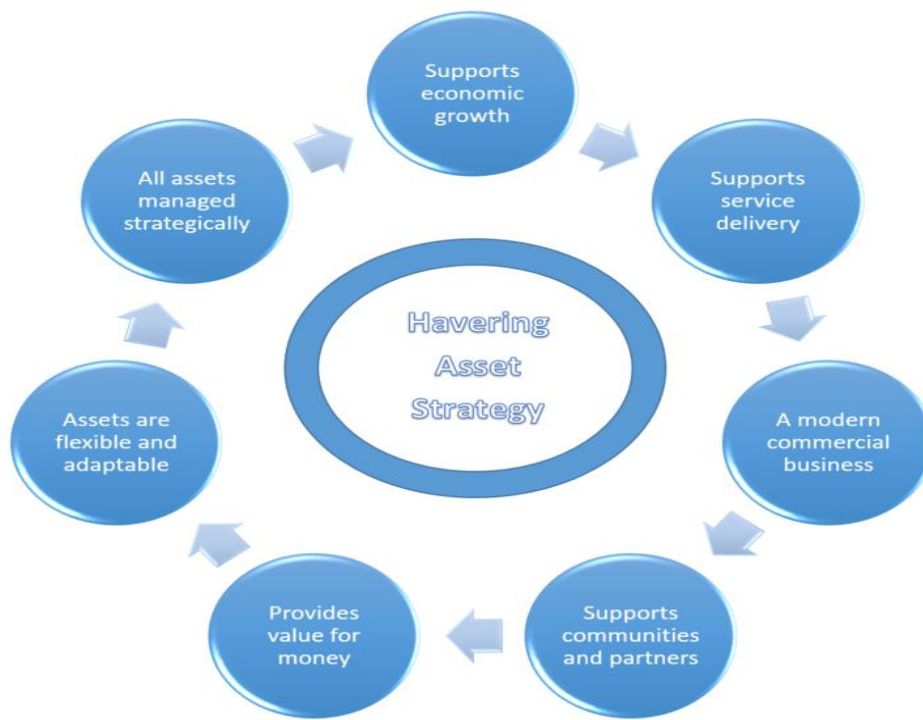 Supports
economic
growth
Supports
service
delivery
A modern
commercial
business
Supports
communities
and partners
Provides
value for
money
Assets are
flexible and
adaptable
All assets
managed
strategically
Havering
Asset
Strategy